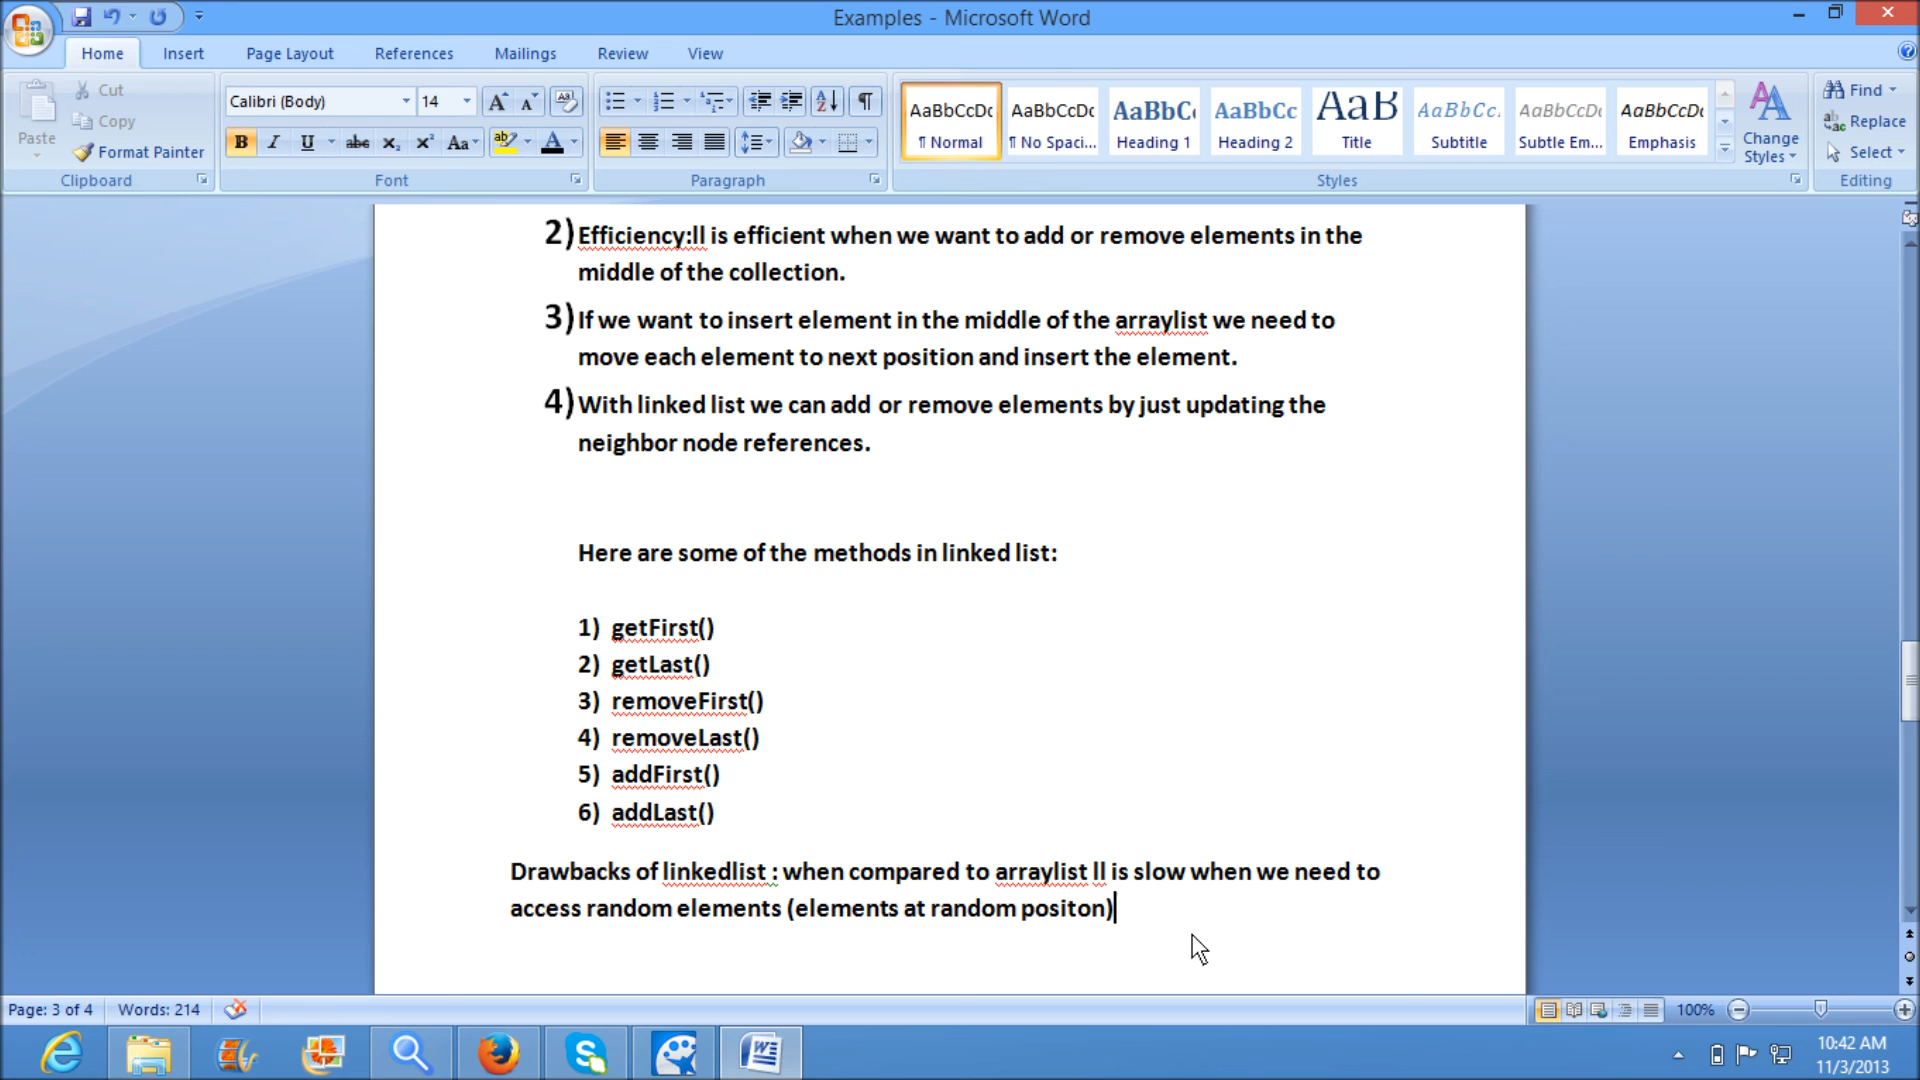 Examples - Microsoft Word
Home Insert Page Layout References Mailings Review View
Paste
Cut
Copy
Format Painter
Clipboard
Calibri (Body) 14
Font
Paragraph
AaBbCcDc AaBbCcDc AaBbC AaBbCc AaB AaBbCc. AaBbCcDc AaBbCcDc
¶ Normal ¶ No Spaci... Heading 1 Heading 2 Title Subtitle Subtle Em... Emphasis
Change
Styles
Styles
Find
Replace
Select
Editing
2) Efficiency:ll is efficient when we want to add or remove elements in the
middle of the collection.
3) If we want to insert element in the middle of the arraylist we need to
move each element to next position and insert the element.
4) With linked list we can add or remove elements by just updating the
neighbor node references.
Here are some of the methods in linked list:
1) getFirst()
2) getLast()
3) removeFirst()
4) removeLast()
5) addFirst()
6) addLast()
Drawbacks of linkedlist : when compared to arraylist ll is slow when we need to
access random elements (elements at random positon)
Page: 3 of 4 Words: 214
100%
10:42 AM
11/3/2013